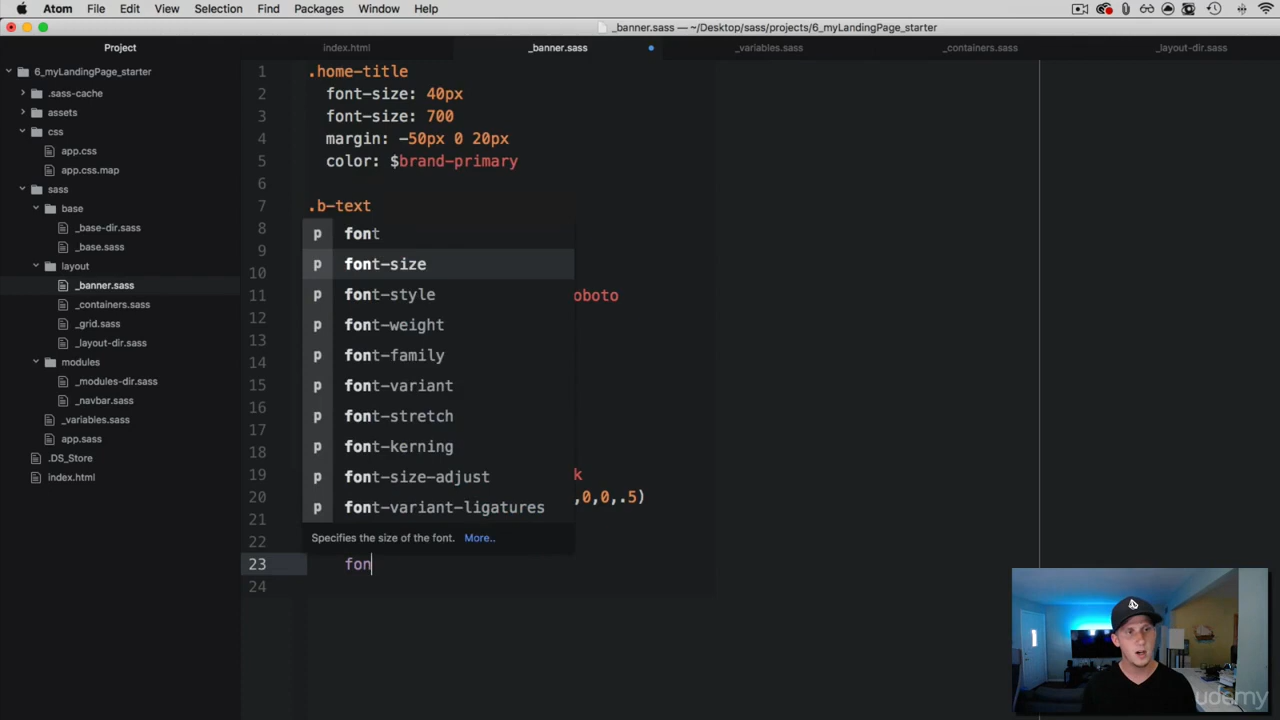 Atom File Edit View Selection Find Packages Window Help
_banner.sass — ~/Desktop/sass/projects/6_myLandingPage_starter
Project
index.html _banner.sass _variables.sass _containers.sass _layout-dir.sass
6_myLandingPage_starter
.sass-cache
assets
css
app.css
app.css.map
sass
base
_base-dir.sass
_base.sass
layout
_banner.sass
_containers.sass
_grid.sass
_layout-dir.sass
modules
_modules-dir.sass
_navbar.sass
_variables.sass
app.sass
.DS_Store
index.html
1 .home-title
2 font-size: 40px
3 font-size: 700
4 margin: -50px 0 20px
5 color: $brand-primary
6
7 .b-text
8
9
10
11 oboto
12
13
14
15
16
17
18
19 k
20 ,0,0,.5)
21
22
23 fon
24
p font
p font-size
p font-style
p font-weight
p font-family
p font-variant
p font-stretch
p font-kerning
p font-size-adjust
p font-variant-ligatures
Specifies the size of the font. More..
udemy